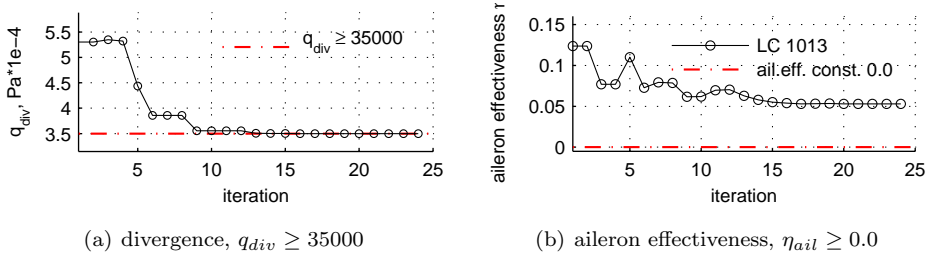 q_div, Pa*1e-4
5.5
5
4.5
4
3.5
q_div ≥ 35000
5 10 15 20 25
iteration
(a) divergence, q_div ≥ 35000
aileron effectiveness
0.15
0.1
0.05
0
LC 1013
ail.eff. const. 0.0
5 10 15 20 25
iteration
(b) aileron effectiveness, η_ail ≥ 0.0